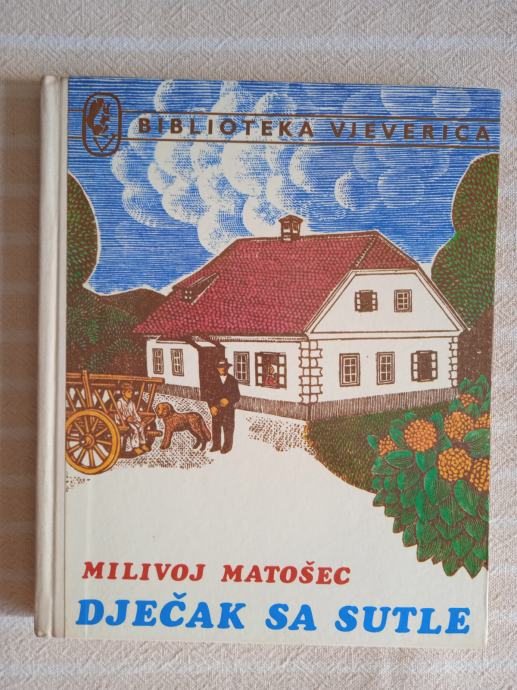 BIBLIOTEKA VJEVERICA
MILIVOJ MATOŠEC
DJEČAK SA SUTLE